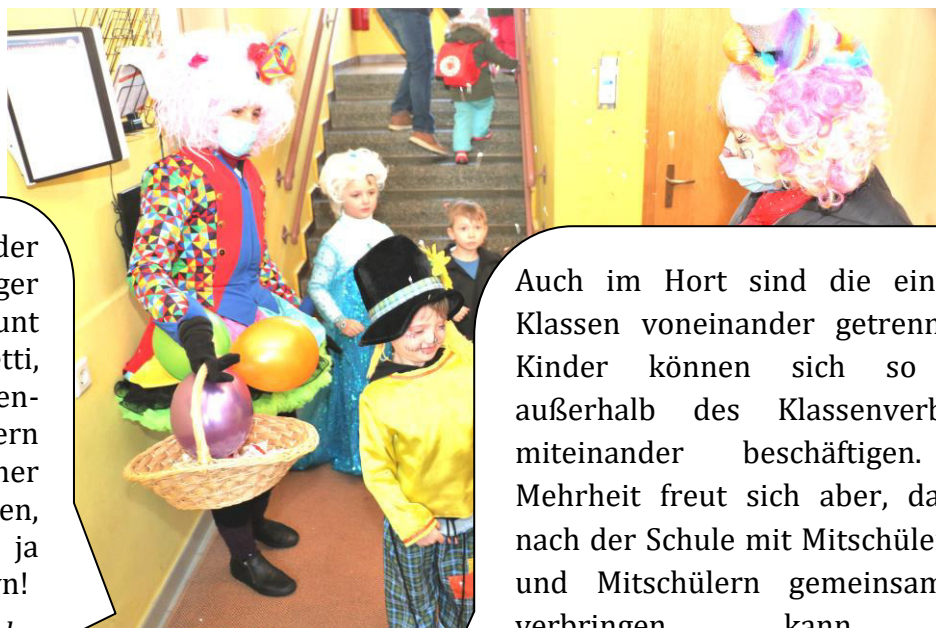 der
ger
unt
tti,
en-
ern
her
en,
ja
n!
Auch im Hort sind die ein
Klassen voneinander getrenn
Kinder können sich so
außerhalb des Klassenverb
miteinander beschäftigen.
Mehrheit freut sich aber, da
nach der Schule mit Mitschüle
und Mitschülern gemeinsam
verbringen kann